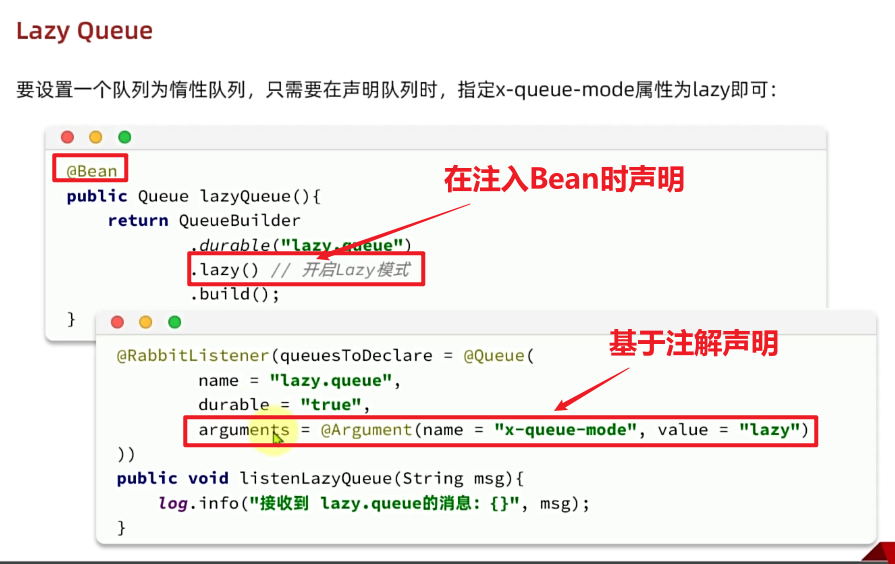 Lazy Queue
要设置一个队列为惰性队列，只需要在声明队列时，指定x-queue-mode属性为lazy即可：
@Bean
在注入Bean时声明
public Queue lazyQueue(){
return QueueBuilder
.durable("lazy.queue")
.lazy() // 开启Lazy模式
.build();
}
基于注解声明
@RabbitListener(queuesToDeclare = @Queue(
name = "lazy.queue",
durable = "true",
arguments = @Argument(name = "x-queue-mode", value = "lazy")
))
public void listenLazyQueue(String msg){
log.info("接收到 lazy.queue的消息：{}", msg);
}